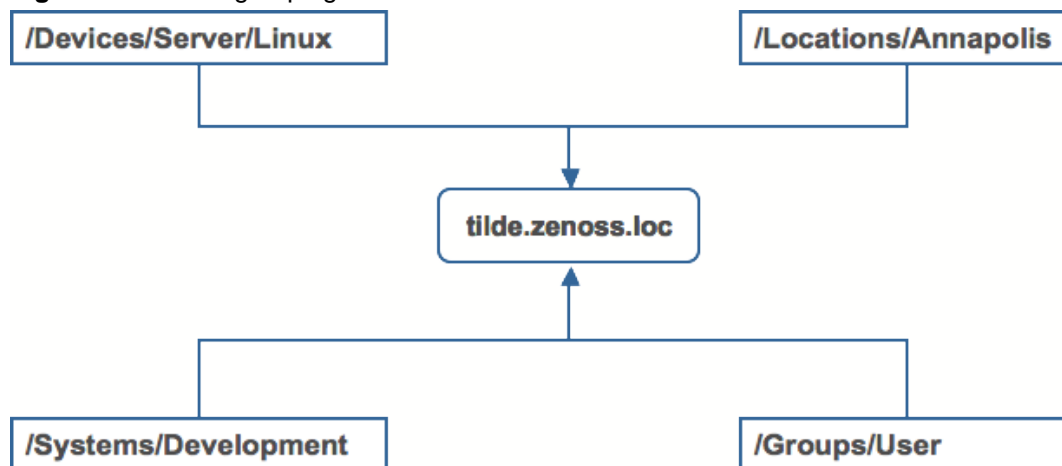 /Devices/Server/Linux
/Locations/Annapolis
tilde.zenoss.loc
/Systems/Development
/Groups/User